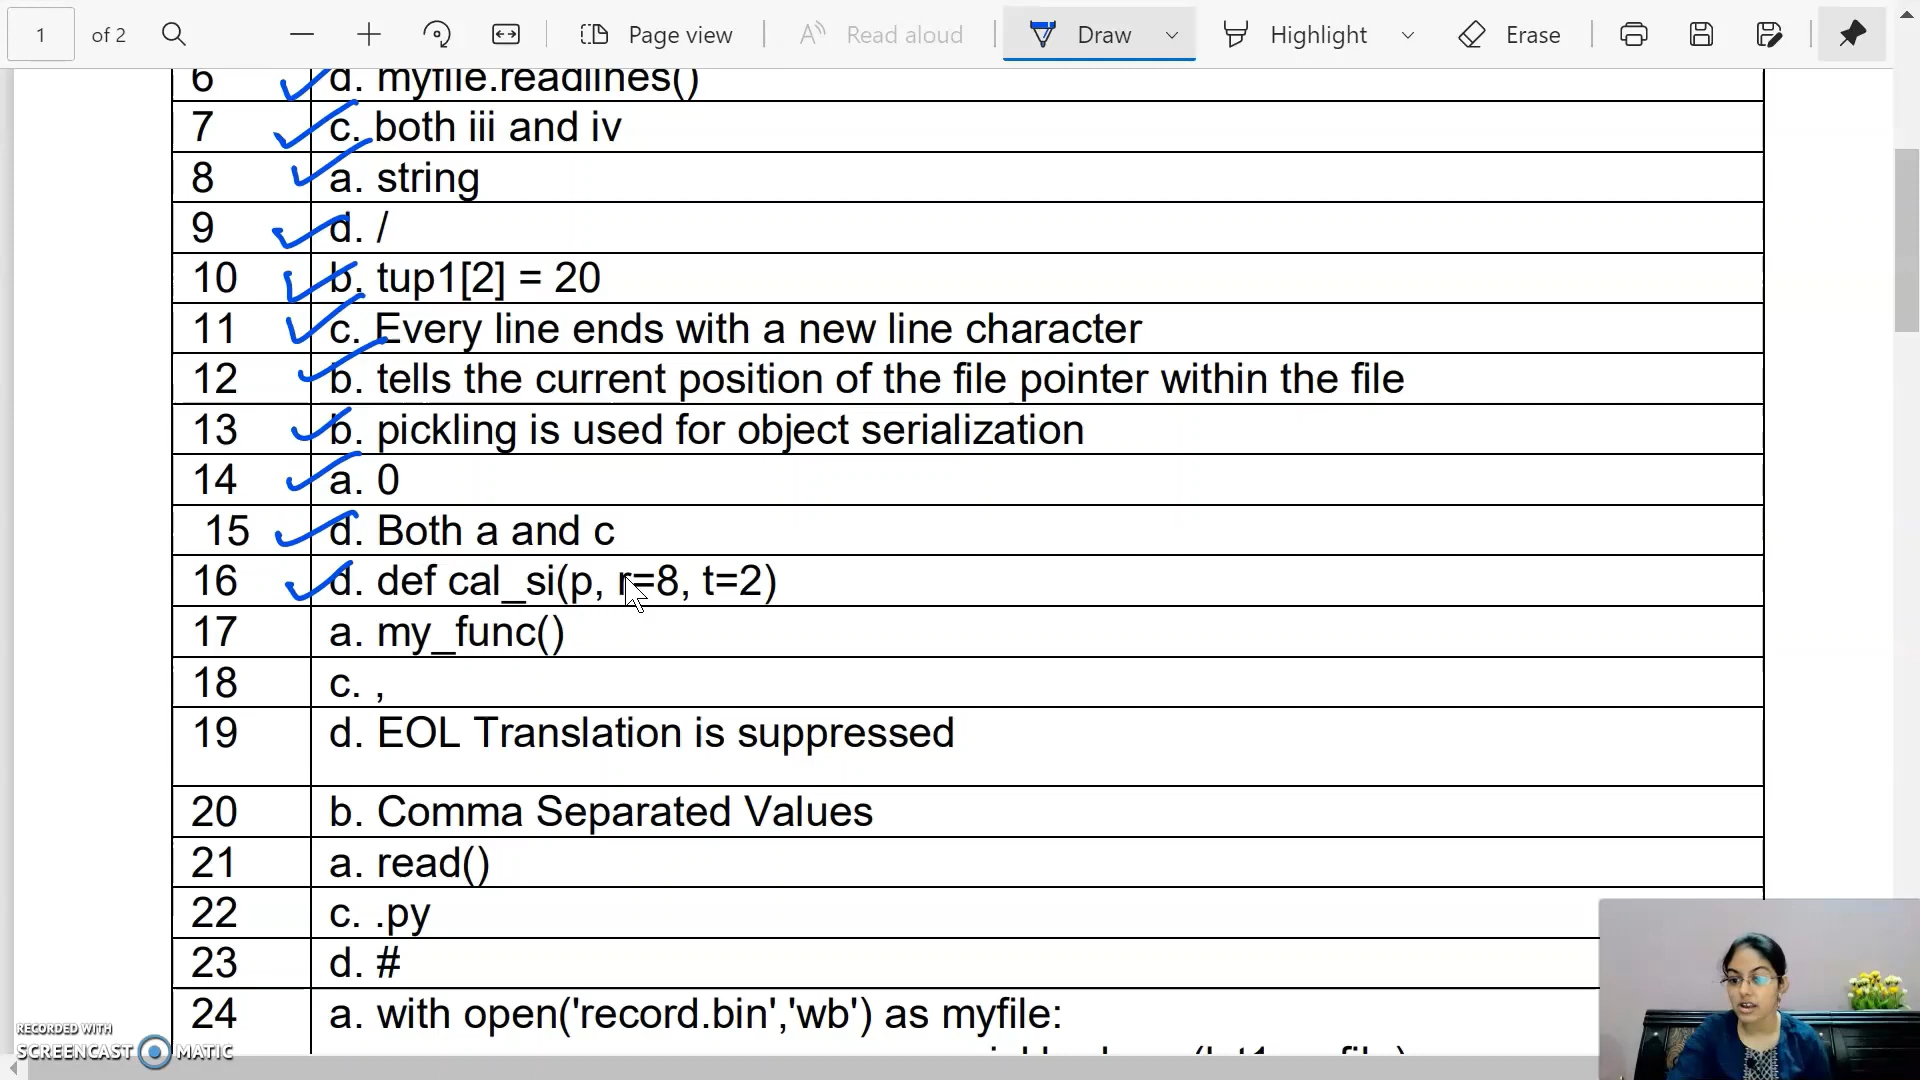 1 of 2 Page view Read aloud Draw Highlight Erase
6 d. myfile.readlines()
7 c. both iii and iv
8 a. string
9 d. /
10 b. tup1[2] = 20
11 c. Every line ends with a new line character
12 b. tells the current position of the file pointer within the file
13 b. pickling is used for object serialization
14 a. 0
15 d. Both a and c
16 d. def cal_si(p, r=8, t=2)
17 a. my_func()
18 c. ,
19 d. EOL Translation is suppressed
20 b. Comma Separated Values
21 a. read()
22 c. .py
23 d. #
24 a. with open('record.bin','wb') as myfile:
RECORDED WITH
SCREENCAST MATIC